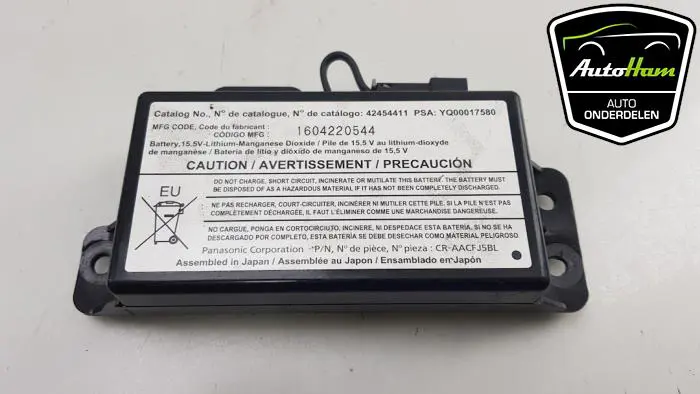 AutoHam
AUTO
ONDERDELEN
Catalog No., Nº de catalogue, Nº de catálogo: 42454411 PSA: YQ00017580
MFG CODE, Code du fabricant :
CÓDIGO MFG :
1604220544
Battery,15.5V-Lithium-Manganese Dioxide / Pile de 15.5 V au lithium-dioxyde
de manganèse / Batería de litio y dióxido de manganeso de 15,5 V
CAUTION / AVERTISSEMENT / PRECAUCIÓN
EU
DO NOT CHARGE, SHORT CIRCUIT, INCINERATE OR MUTILATE THIS BATTERY. THE BATTERY MUST
BE DISPOSED OF AS A HAZARDOUS MATERIAL IF IT HAS NOT BEEN COMPLETELY DISCHARGED.
NE PAS RECHARGER, COURT-CIRCUITER, INCINÉRER NI MUTILER CETTE PILE. SI LA PILE N'EST PAS
COMPLÈTEMENT DÉCHARGÉE, ÉLIMINER COMME UNE MARCHANDISE DANGEREUSE.
NO CARGUE, PONGA EN CORTOCIRCUITO, INCINERE, NI DESPEDACE ESTA BATERÍA. SI NO SE HA
DESCARGADO POR COMPLETO, ESTA BATERÍA SE DEBE DESECHAR COMO MATERIAL PELIGROSO.
Panasonic Corporation P/N, Nº de pièce, Nº pieza : CR-AACFJ5BL
Assembled in Japan / Assemblée au Japon / Ensamblado en Japón